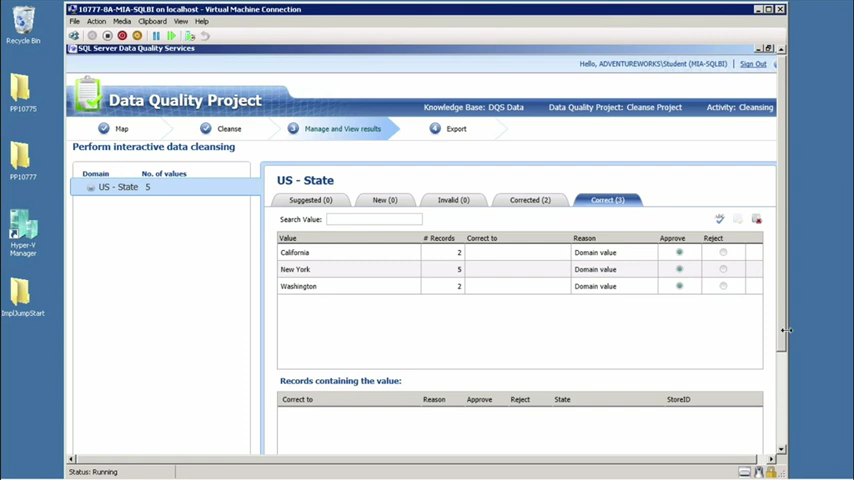 10777-8A-MIA-SQLBI on localhost - Virtual Machine Connection
File Action Media Clipboard View Help
SQL Server Data Quality Services
Hello, ADVENTUREWORKS\Student (MIA-SQLBI) Sign Out
Data Quality Project
Knowledge Base: DQS Data Data Quality Project: Cleanse Project Activity: Cleansing
Map Cleanse 3 Manage and View results 4 Export
Perform interactive data cleansing
Domain No. of values
US - State 5
US - State
Suggested (0) New (0) Invalid (0) Corrected (2) Correct (3)
Search Value:
Value # Records Correct to Reason Approve Reject
California 2 Domain value
New York 5 Domain value
Washington 2 Domain value
Records containing the value:
Correct to Reason Approve Reject State StoreID
Status: Running
Recycle Bin
PP10775
PP10777
Hyper-V
Manager
ImplJumpStart